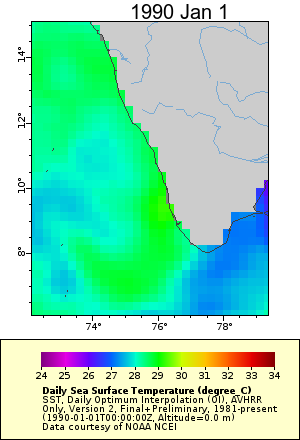 1990 Jan 1
14°
12°
10°
8°
74° 76° 78°
24 25 26 27 28 29 30 31 32 33 34
Daily Sea Surface Temperature (degree_C)
SST, Daily Optimum Interpolation (OI), AVHRR
Only, Version 2, Final+Preliminary, 1981-present
(1990-01-01T00:00:00Z, Altitude=0.0 m)
Data courtesy of NOAA NCEI